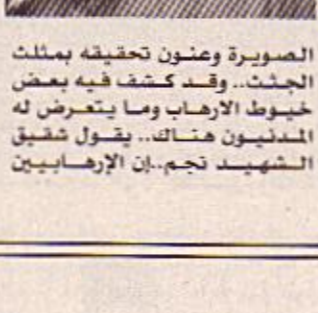 الصويرة وعنون تحقيقه بمثلث
الجثث.. وقد كشف فيه بعض
خيوط الارهاب وما يتعرض له
المدنيون هناك.. يقول شقيق
الشهيد نجم..إن الإرهابيين